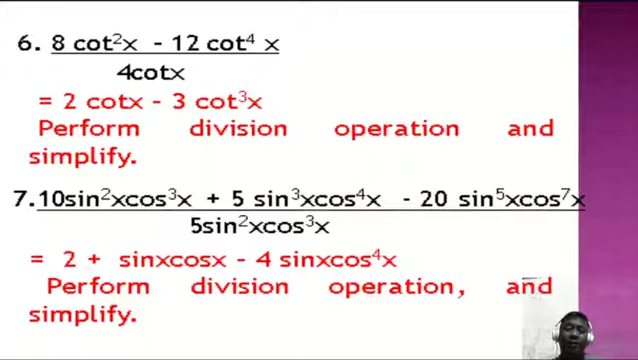 6. 8 cot²x - 12 cot⁴ x
4cotx
= 2 cotx - 3 cot³x
Perform division operation and
simplify.
7.10sin²xcos³x + 5 sin³xcos⁴x - 20 sin⁵xcos⁷x
5sin²xcos³x
= 2 + sinxcosx - 4 sinxcos⁴x
Perform division operation, and
simplify.